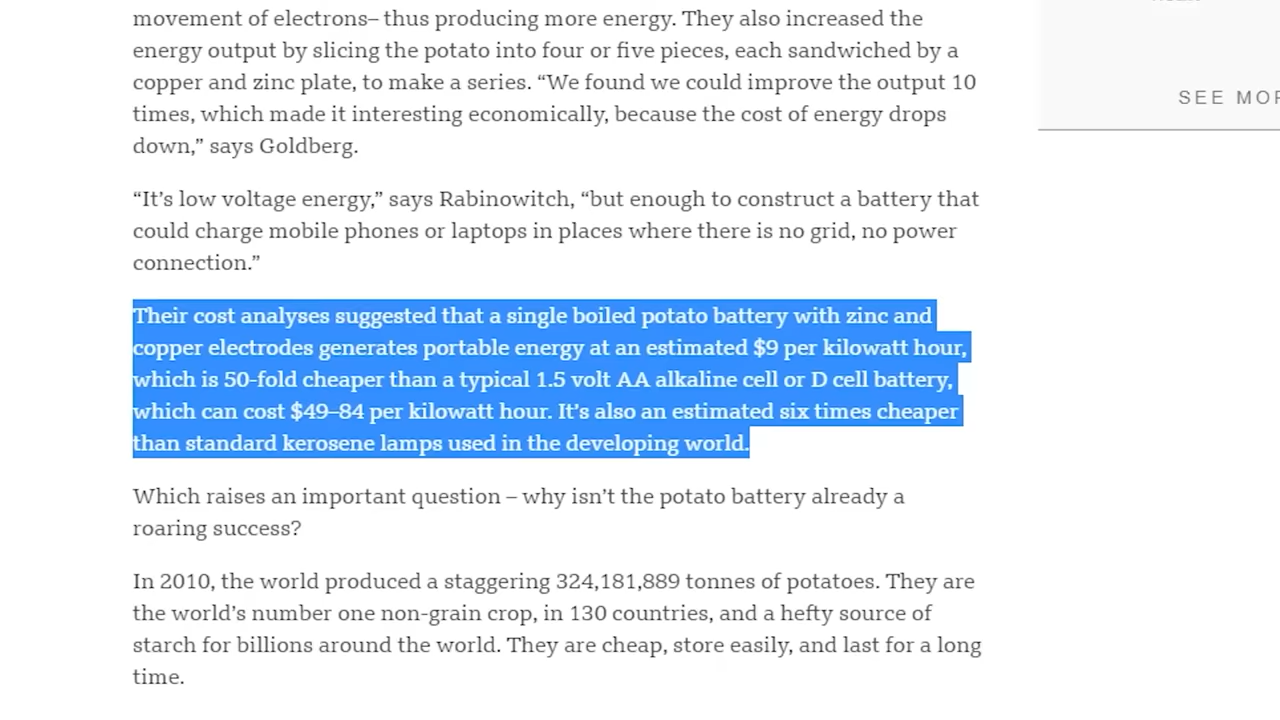 movement of electrons– thus producing more energy. They also increased the
energy output by slicing the potato into four or five pieces, each sandwiched by a
copper and zinc plate, to make a series. “We found we could improve the output 10
times, which made it interesting economically, because the cost of energy drops
down,” says Goldberg.
“It’s low voltage energy,” says Rabinowitch, “but enough to construct a battery that
could charge mobile phones or laptops in places where there is no grid, no power
connection.”
Their cost analyses suggested that a single boiled potato battery with zinc and
copper electrodes generates portable energy at an estimated $9 per kilowatt hour,
which is 50-fold cheaper than a typical 1.5 volt AA alkaline cell or D cell battery,
which can cost $49–84 per kilowatt hour. It’s also an estimated six times cheaper
than standard kerosene lamps used in the developing world.
Which raises an important question – why isn’t the potato battery already a
roaring success?
In 2010, the world produced a staggering 324,181,889 tonnes of potatoes. They are
the world’s number one non-grain crop, in 130 countries, and a hefty source of
starch for billions around the world. They are cheap, store easily, and last for a long
time.
SEE MOR